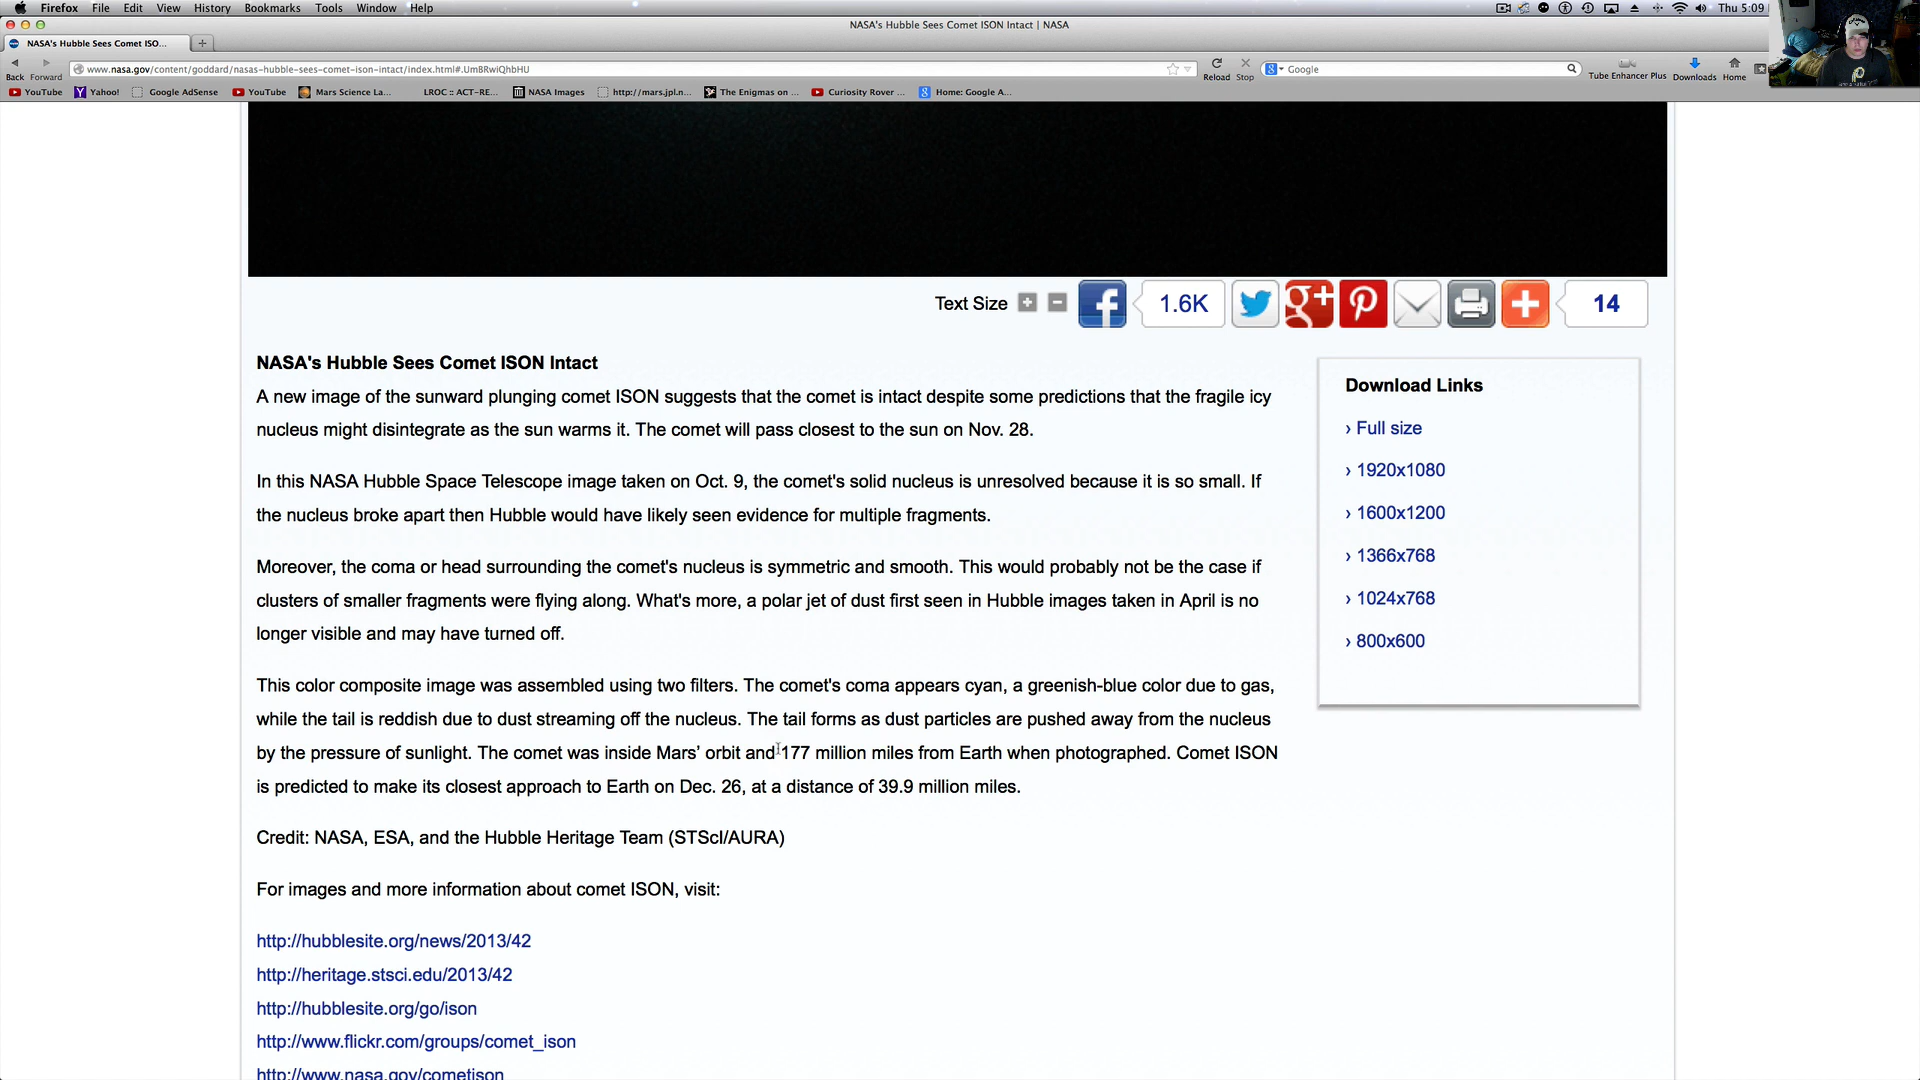 Firefox File Edit View History Bookmarks Tools Window Help
Thu 5:09
NASA's Hubble Sees Comet ISON Intact | NASA
NASA's Hubble Sees Comet ISO...
www.nasa.gov/content/goddard/nasas-hubble-sees-comet-ison-intact/index.html#.UmBRwiQhbHU
Google
Back Forward Reload Stop Tube Enhancer Plus Downloads Home
YouTube Yahoo! Google AdSense YouTube Mars Science La... LROC :: ACT-RE... NASA Images http://mars.jpl.n... The Enigmas on ... Curiosity Rover ... Home: Google A...
Text Size 1.6K 14
NASA's Hubble Sees Comet ISON Intact
A new image of the sunward plunging comet ISON suggests that the comet is intact despite some predictions that the fragile icy
nucleus might disintegrate as the sun warms it. The comet will pass closest to the sun on Nov. 28.
In this NASA Hubble Space Telescope image taken on Oct. 9, the comet's solid nucleus is unresolved because it is so small. If
the nucleus broke apart then Hubble would have likely seen evidence for multiple fragments.
Moreover, the coma or head surrounding the comet's nucleus is symmetric and smooth. This would probably not be the case if
clusters of smaller fragments were flying along. What's more, a polar jet of dust first seen in Hubble images taken in April is no
longer visible and may have turned off.
This color composite image was assembled using two filters. The comet's coma appears cyan, a greenish-blue color due to gas,
while the tail is reddish due to dust streaming off the nucleus. The tail forms as dust particles are pushed away from the nucleus
by the pressure of sunlight. The comet was inside Mars’ orbit and 177 million miles from Earth when photographed. Comet ISON
is predicted to make its closest approach to Earth on Dec. 26, at a distance of 39.9 million miles.
Credit: NASA, ESA, and the Hubble Heritage Team (STScI/AURA)
For images and more information about comet ISON, visit:
http://hubblesite.org/news/2013/42
http://heritage.stsci.edu/2013/42
http://hubblesite.org/go/ison
http://www.flickr.com/groups/comet_ison
http://www.nasa.gov/cometison
Download Links
› Full size
› 1920x1080
› 1600x1200
› 1366x768
› 1024x768
› 800x600